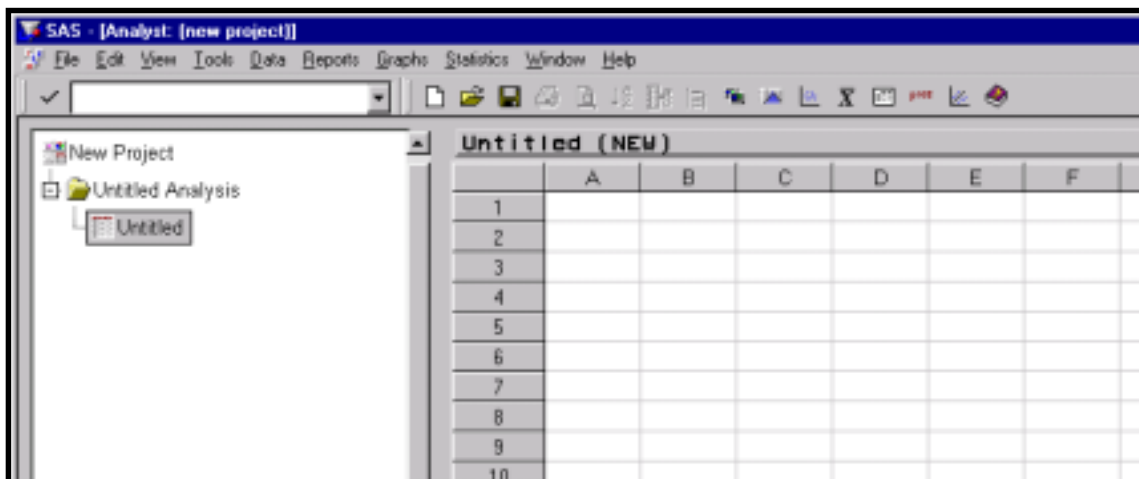 SAS - [Analyst: (new project)]
File Edit View Tools Data Reports Graphs Statistics Window Help
New Project
Untitled Analysis
Untitled
Untitled (NEW)
A B C D E F
1
2
3
4
5
6
7
8
9
10